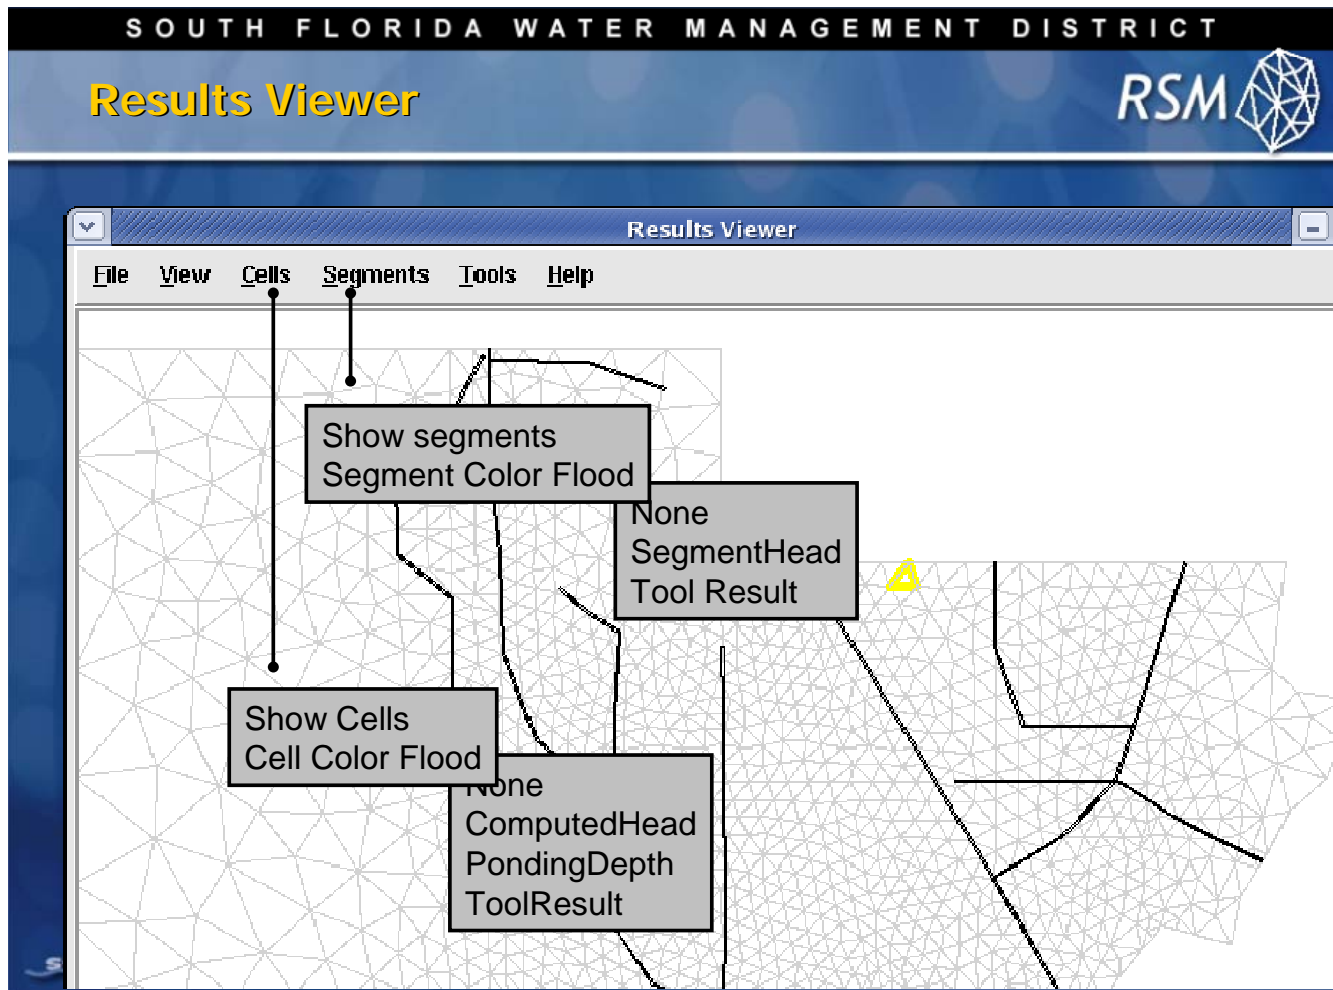 SOUTH FLORIDA WATER MANAGEMENT DISTRICT
Results Viewer
RSM
Results Viewer
File View Cells Segments Tools Help
Show segments
Segment Color Flood
None
SegmentHead
Tool Result
Show Cells
Cell Color Flood
None
ComputedHead
PondingDepth
ToolResult